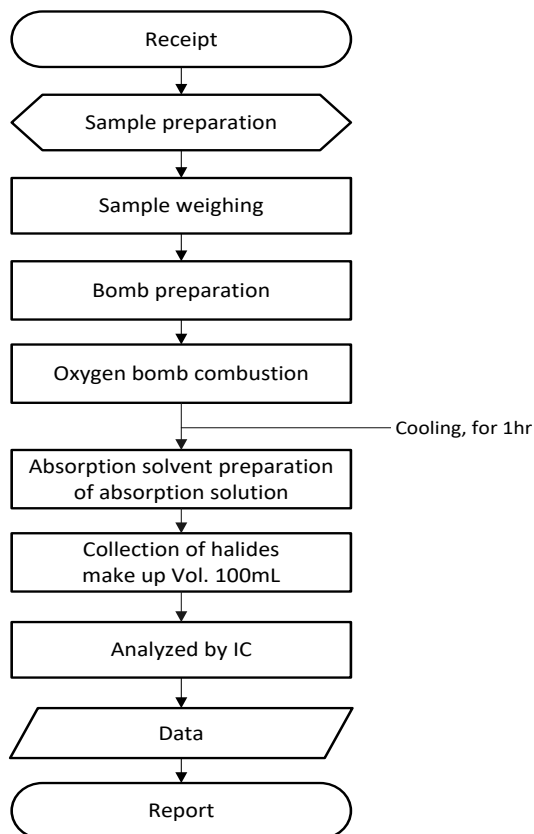 Receipt
Sample preparation
Sample weighing
Bomb preparation
Oxygen bomb combustion
Cooling, for 1hr
Absorption solvent preparation
of absorption solution
Collection of halides
make up Vol. 100mL
Analyzed by IC
Data
Report